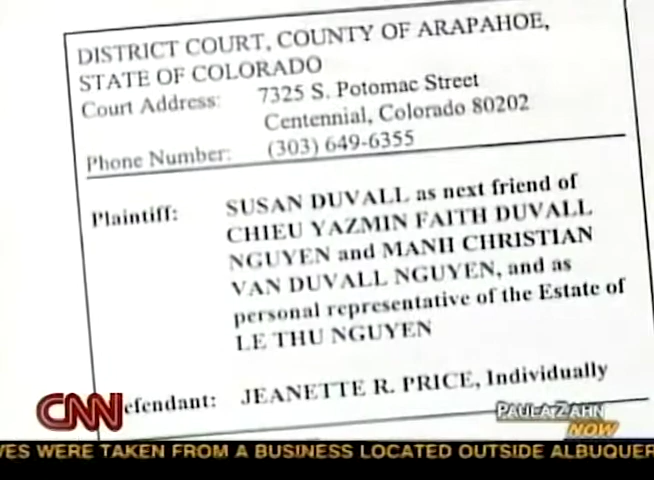 DISTRICT COURT, COUNTY OF ARAPAHOE,
STATE OF COLORADO
Court Address: 7325 S. Potomac Street
Centennial, Colorado 80202
Phone Number: (303) 649-6355
Plaintiff: SUSAN DUVALL as next friend of
CHIEU YAZMIN FAITH DUVALL
NGUYEN and MANH CHRISTIAN
VAN DUVALL NGUYEN, and as
personal representative of the Estate of
LE THU NGUYEN
efendant: JEANETTE R. PRICE, Individually
CNN
PAULA ZAHN
NOW
VES WERE TAKEN FROM A BUSINESS LOCATED OUTSIDE ALBUQUER